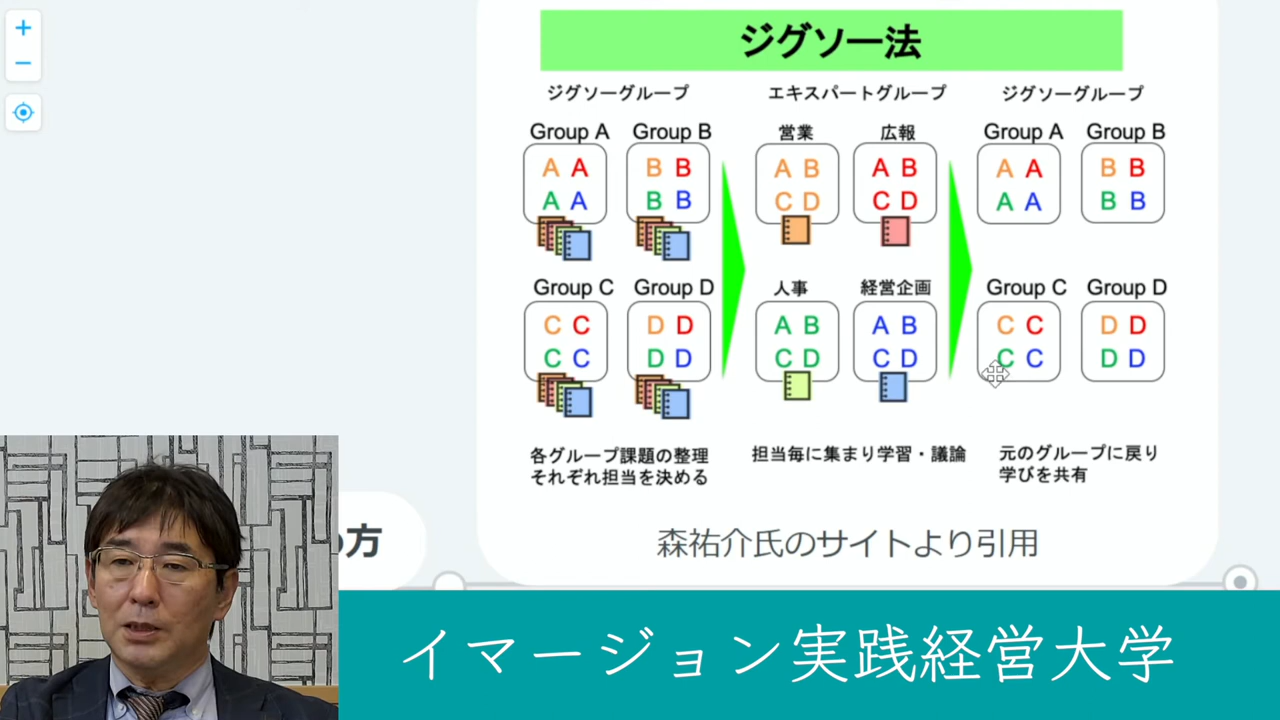 ジグソー法
ジグソーグループ
エキスパートグループ
ジグソーグループ
Group A
Group B
営業
広報
Group A
Group B
A A
B B
A B
A B
A A
B B
A A
B B
C D
C D
A A
B B
Group C
Group D
人事
経営企画
Group C
Group D
C C
D D
A B
A B
C C
D D
C C
D D
C D
C D
C C
D D
各グループ課題の整理
それぞれ担当を決める
担当毎に集まり学習・議論
元のグループに戻り
学びを共有
方
森祐介氏のサイトより引用
イマージョン実践経営大学